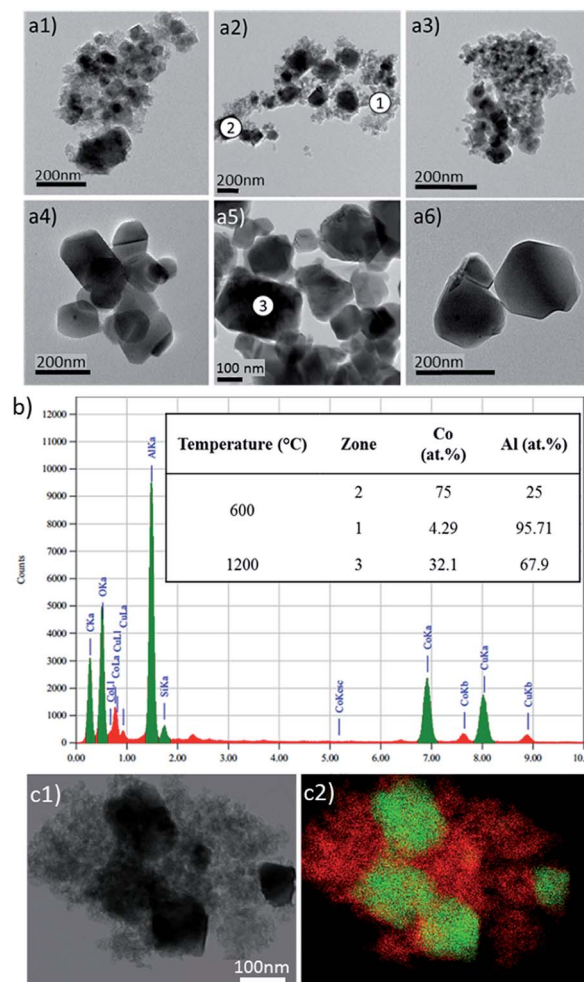 a1)
200nm
a2)
1
2
200 nm
a3)
200nm
a4)
200nm
a5)
3
100 nm
a6)
200nm
b)
Temperature (°C) Zone Co (at.%) Al (at.%)
600 2 75 25
1 4.29 95.71
1200 3 32.1 67.9
Counts
12000
11000
10000
9000
8000
7000
6000
5000
4000
3000
2000
1000
0
CKa
OKa
CoLl
CoLa
CuLl
CuLa
AlKa
SiKa
CoKesc
CoKa
CoKb
CuKa
CuKb
0.00 1.00 2.00 3.00 4.00 5.00 6.00 7.00 8.00 9.00
c1)
100nm
c2)